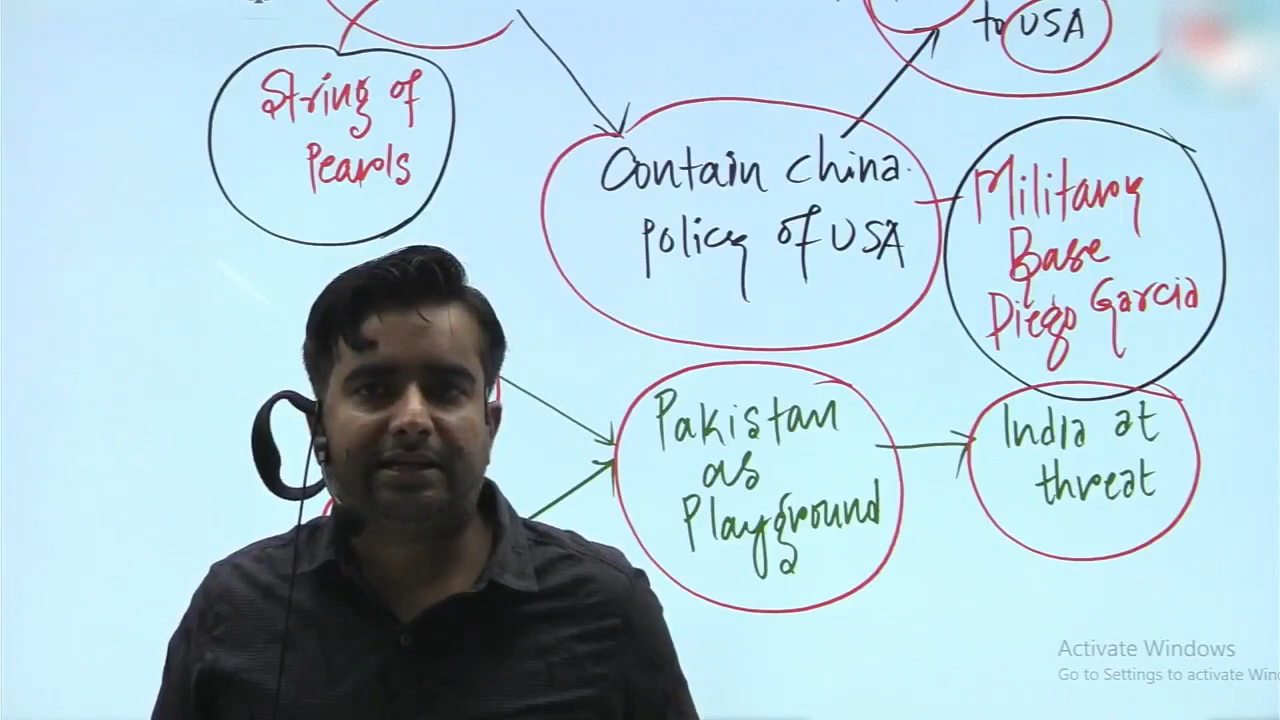 to USA
String of
Pearls
Contain China
Policy of USA
Military
Base
Diego Garcia
Pakistan
as
Playground
India at
threat
Activate Windows
Go to Settings to activate Win